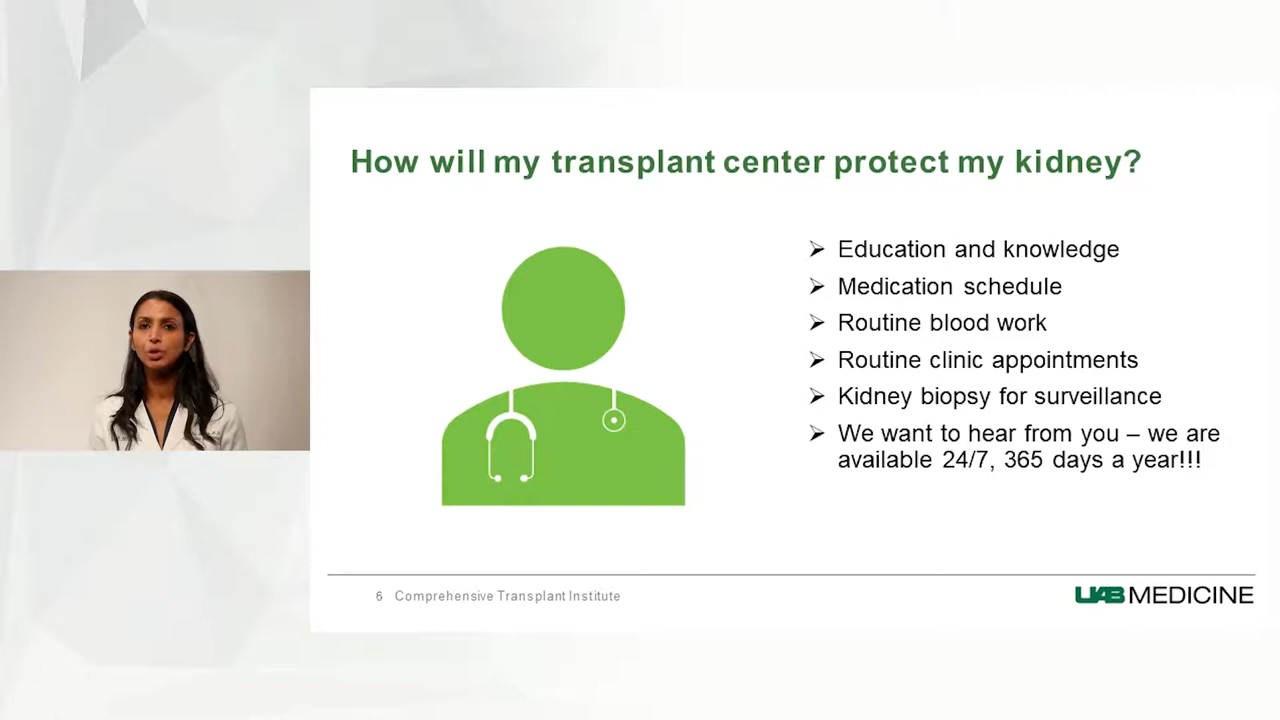 How will my transplant center protect my kidney?
➢ Education and knowledge
➢ Medication schedule
➢ Routine blood work
➢ Routine clinic appointments
➢ Kidney biopsy for surveillance
➢ We want to hear from you – we are
available 24/7, 365 days a year!!!
6 Comprehensive Transplant Institute
UAB MEDICINE